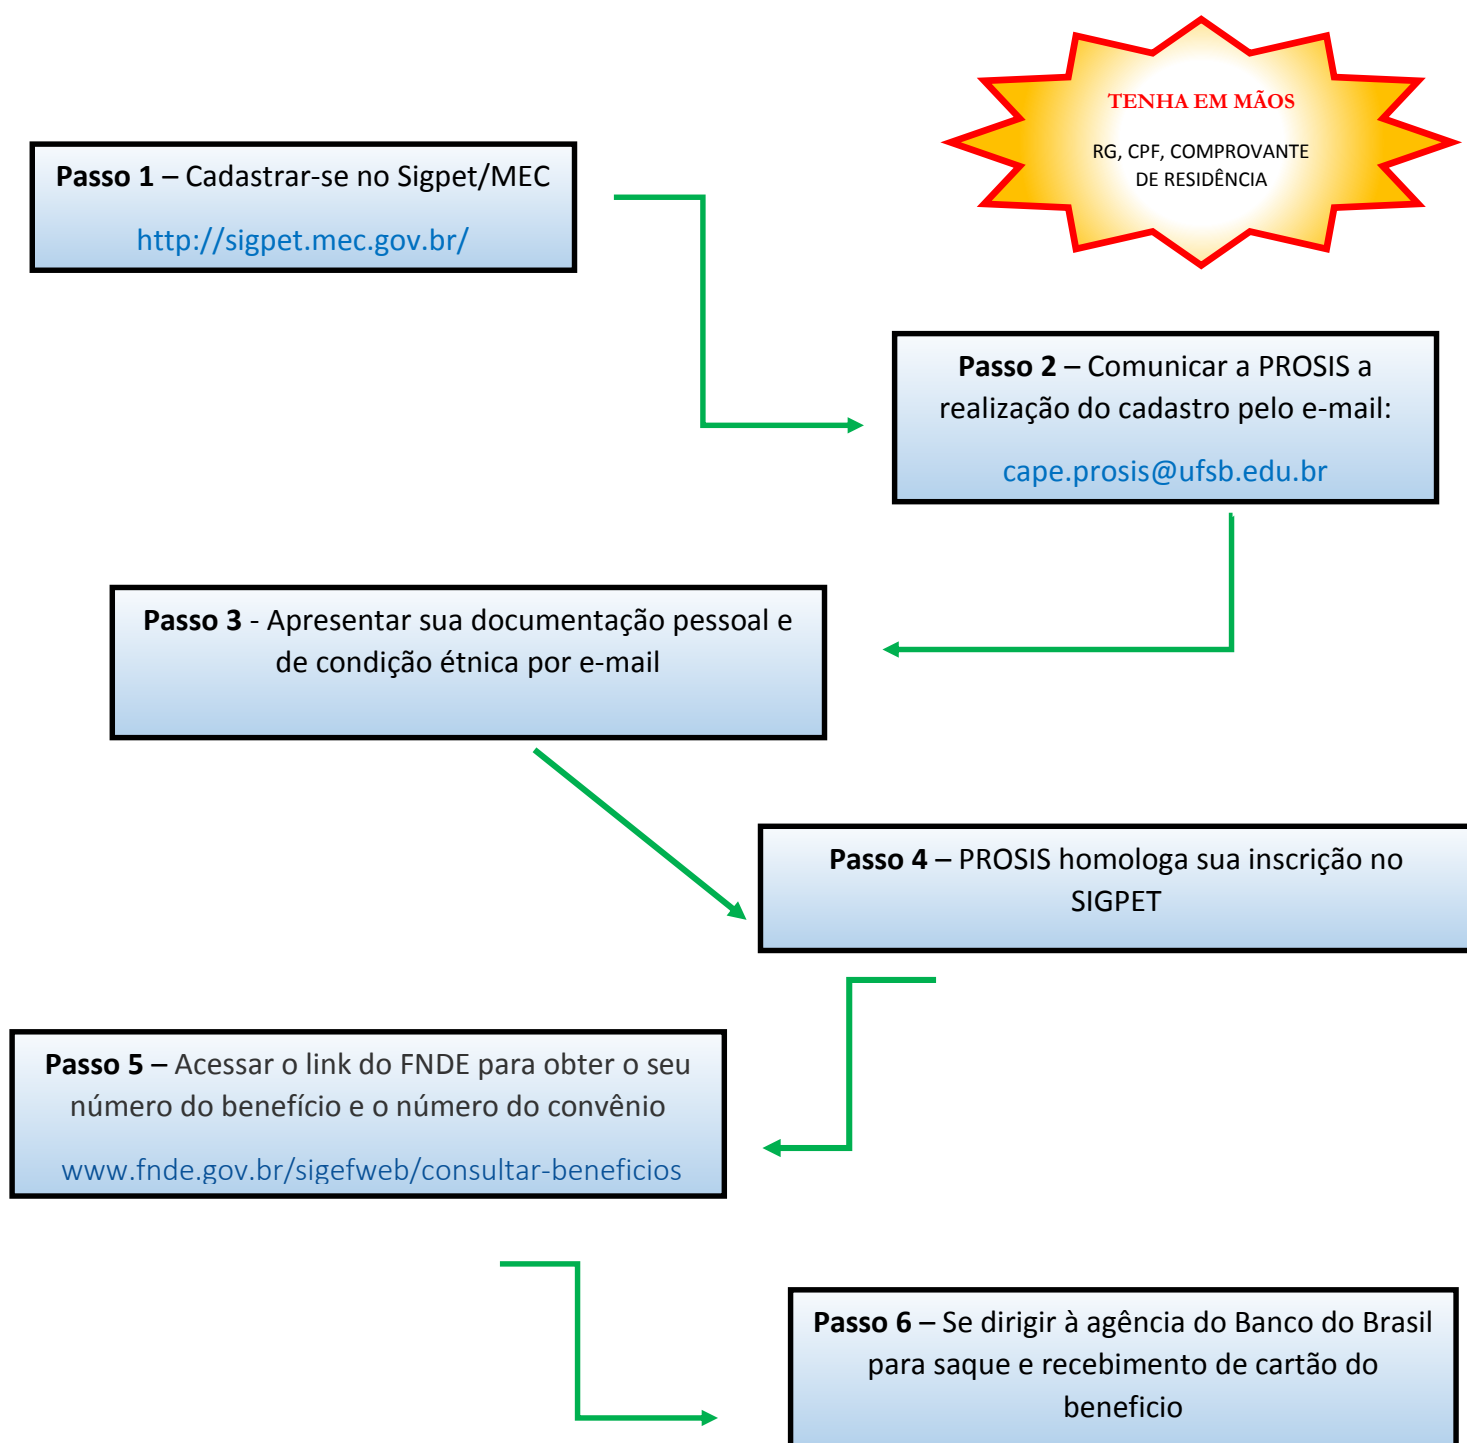 TENHA EM MÃOS
RG, CPF, COMPROVANTE
DE RESIDÊNCIA
Passo 1 – Cadastrar-se no Sigpet/MEC
http://sigpet.mec.gov.br/
Passo 2 – Comunicar a PROSIS a
realização do cadastro pelo e-mail:
cape.prosis@ufsb.edu.br
Passo 3 - Apresentar sua documentação pessoal e
de condição étnica por e-mail
Passo 4 – PROSIS homologa sua inscrição no
SIGPET
Passo 5 – Acessar o link do FNDE para obter o seu
número do benefício e o número do convênio
www.fnde.gov.br/sigefweb/consultar-beneficios
Passo 6 – Se dirigir à agência do Banco do Brasil
para saque e recebimento de cartão do
beneficio